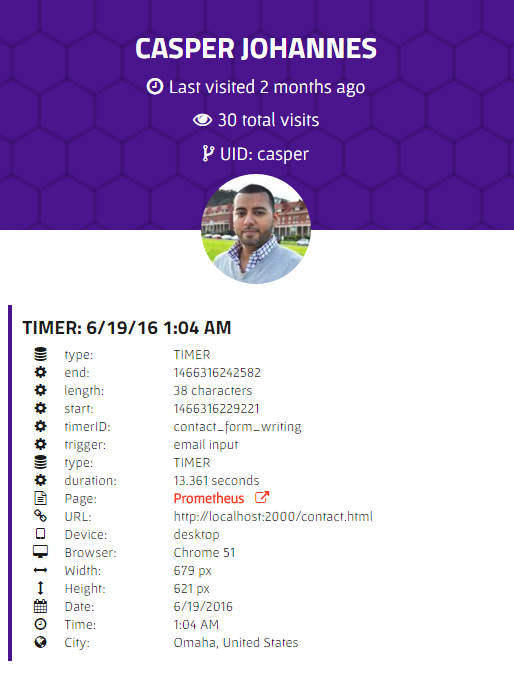 CASPER JOHANNES
Last visited 2 months ago
30 total visits
UID: casper
TIMER: 6/19/16 1:04 AM
type: TIMER
end: 1466316242582
length: 38 characters
start: 1466316229221
timerID: contact_form_writing
trigger: email input
type: TIMER
duration: 13.361 seconds
Page: Prometheus
URL: http://localhost:2000/contact.html
Device: desktop
Browser: Chrome 51
Width: 679 px
Height: 621 px
Date: 6/19/2016
Time: 1:04 AM
City: Omaha, United States